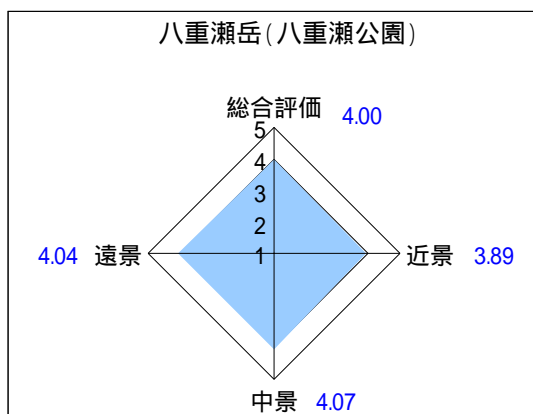 八重瀬岳(八重瀬公園)
総合評価 4.00
5
4
3
2
1
4.04 遠景
近景 3.89
中景 4.07